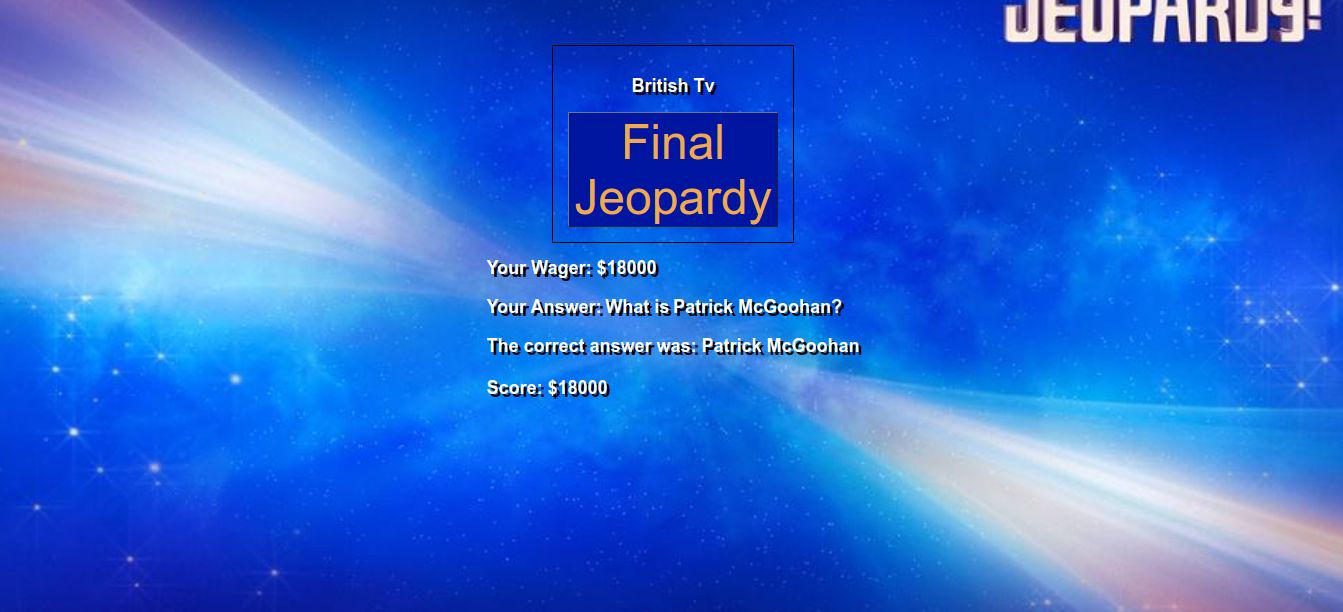 JEOPARDY!
British Tv
Final
Jeopardy
Your Wager: $18000
Your Answer: What is Patrick McGoohan?
The correct answer was: Patrick McGoohan
Score: $18000